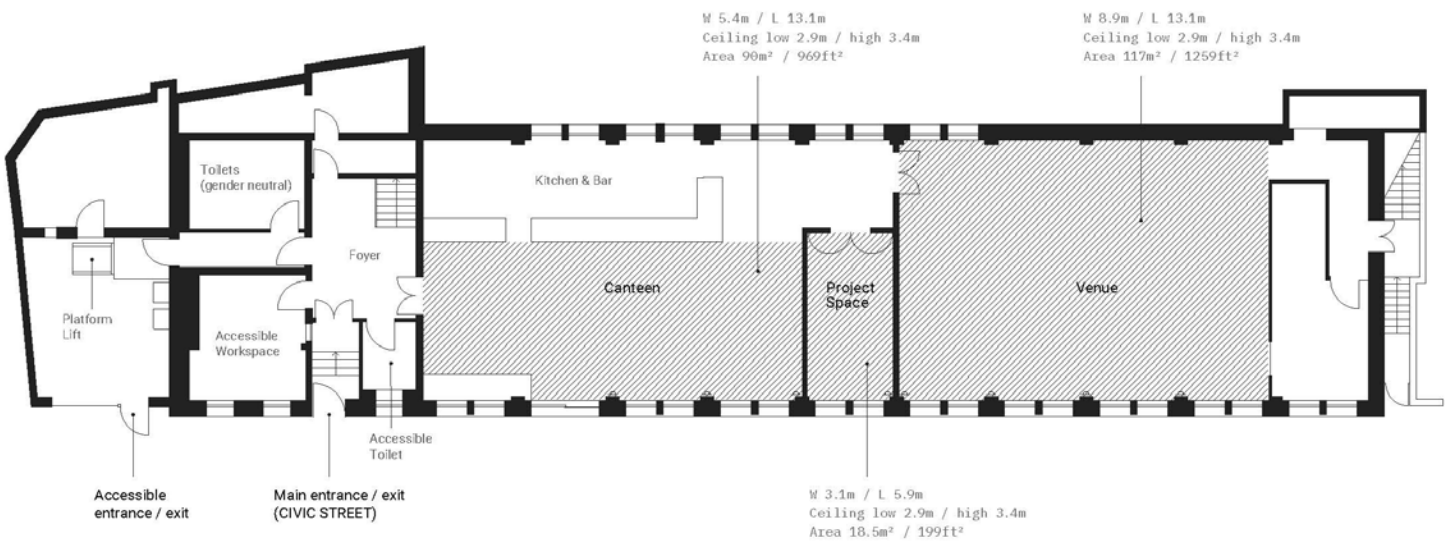 W 5.4m / L 13.1m
Ceiling low 2.9m / high 3.4m
Area 90m² / 969ft²
W 8.9m / L 13.1m
Ceiling low 2.9m / high 3.4m
Area 117m² / 1259ft²
Toilets
(gender neutral)
Kitchen & Bar
Foyer
Canteen
Project
Space
Venue
Platform
Lift
Accessible
Workspace
Accessible
Toilet
Accessible
entrance / exit
Main entrance / exit
(CIVIC STREET)
W 3.1m / L 5.9m
Ceiling low 2.9m / high 3.4m
Area 18.5m² / 199ft²